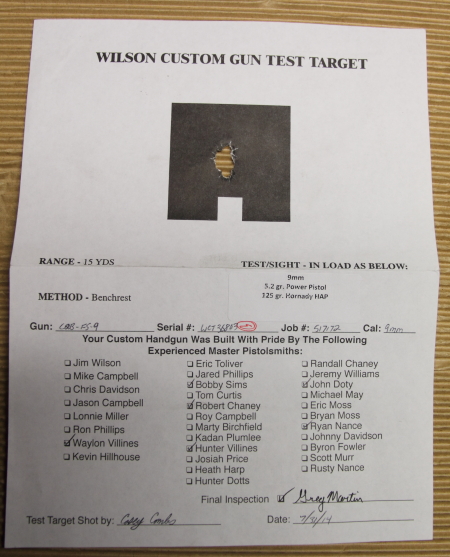 WILSON CUSTOM GUN TEST TARGET
RANGE - 15 YDS
TEST/SIGHT - IN LOAD AS BELOW:
9mm
5.2 gr. Power Pistol
125 gr. Hornady HAP
METHOD - Benchrest
Gun: Serial #: Job #: 517172 Cal: 9mm
Your Custom Handgun Was Built With Pride By The Following
Experienced Master Pistolsmiths:
Jim Wilson
Mike Campbell
Chris Davidson
Jason Campbell
Lonnie Miller
Ron Phillips
Waylon Villines
Kevin Hillhouse
Eric Toliver
Jared Phillips
Bobby Sims
Tom Curtis
Robert Chaney
Roy Campbell
Marty Birchfield
Kadan Plumlee
Hunter Villines
Josiah Price
Heath Harp
Hunter Dotts
Randall Chaney
Jeremy Williams
John Doty
Michael May
Eric Moss
Bryan Moss
Ryan Nance
Johnny Davidson
Byron Fowler
Scott Murr
Rusty Nance
Final Inspection Greg Martin
Test Target Shot by: Casey Combs Date: